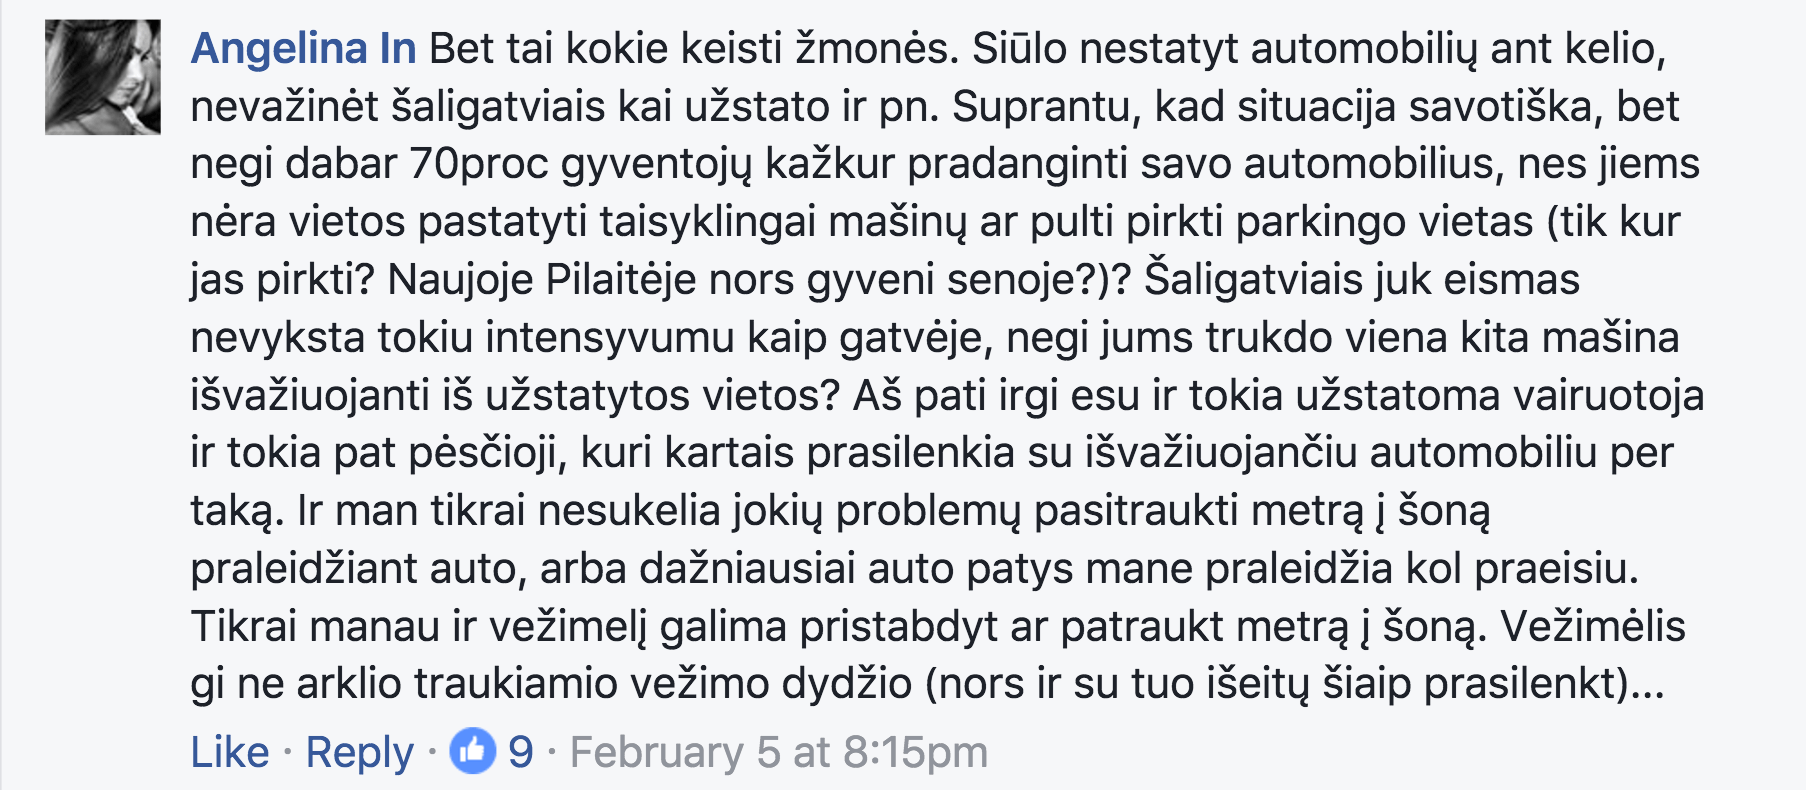 Angelina In Bet tai kokie keisti žmonės. Siūlo nestatyt automobilių ant kelio,
nevažinėt šaligatviais kai užstato ir pn. Suprantu, kad situacija savotiška, bet
negi dabar 70proc gyventojų kažkur pradanginti savo automobilius, nes jiems
nėra vietos pastatyti taisyklingai mašinų ar pulti pirkti parkingo vietas (tik kur
jas pirkti? Naujoje Pilaitėje nors gyveni senoje?)? Šaligatviais juk eismas
nevyksta tokiu intensyvumu kaip gatvėje, negi jums trukdo viena kita mašina
išvažiuojanti iš užstatytos vietos? Aš pati irgi esu ir tokia užstatoma vairuotoja
ir tokia pat pėsčioji, kuri kartais prasilenkia su išvažiuojančiu automobiliu per
taką. Ir man tikrai nesukelia jokių problemų pasitraukti metrą į šoną
praleidžiant auto, arba dažniausiai auto patys mane praleidžia kol praeisiu.
Tikrai manau ir vežimelį galima pristabdyt ar patraukt metrą į šoną. Vežimėlis
gi ne arklio traukiamio vežimo dydžio (nors ir su tuo išeitų šiaip prasilenkt)...
Like · Reply · 9 · February 5 at 8:15pm